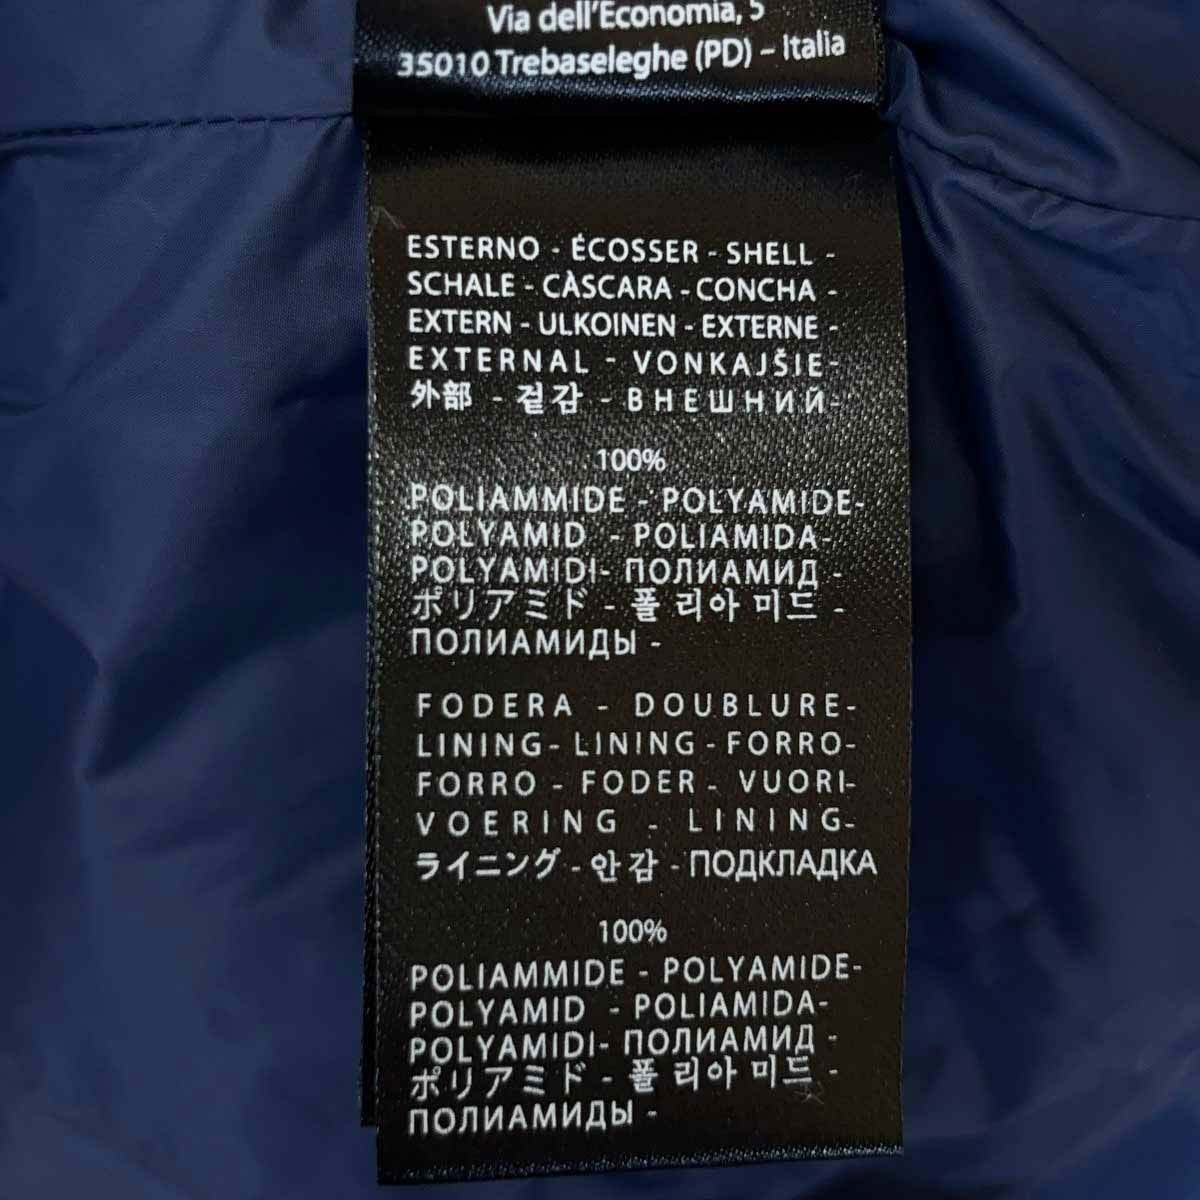 Via dell'Economia, 5
35010 Trebaseleghe (PD) – Italia
ESTERNO - ÉCOSSER - SHELL -
SCHALE - CÀSCARA - CONCHA -
EXTERN - ULKOINEN - EXTERNE -
EXTERNAL - VONKAJŠIE-
外部 - 겉감 - ВНЕШНИЙ-
100%
POLIAMMIDE - POLYAMIDE-
POLYAMID - POLIAMIDA-
POLYAMIDI- ПОЛИАМИД -
ポリアミド - 폴리아미드 -
ПОЛИАМИДЫ -
FODERA - DOUBLURE-
LINING- LINING - FORRO-
FORRO - FODER - VUORI-
VOERING - LINING-
ライニング - 안감 - ПОДКЛАДКА
100%
POLIAMMIDE - POLYAMIDE-
POLYAMID - POLIAMIDA-
POLYAMIDI- ПОЛИАМИД -
ポリアミド - 폴리아미드 -
ПОЛИАМИДЫ -